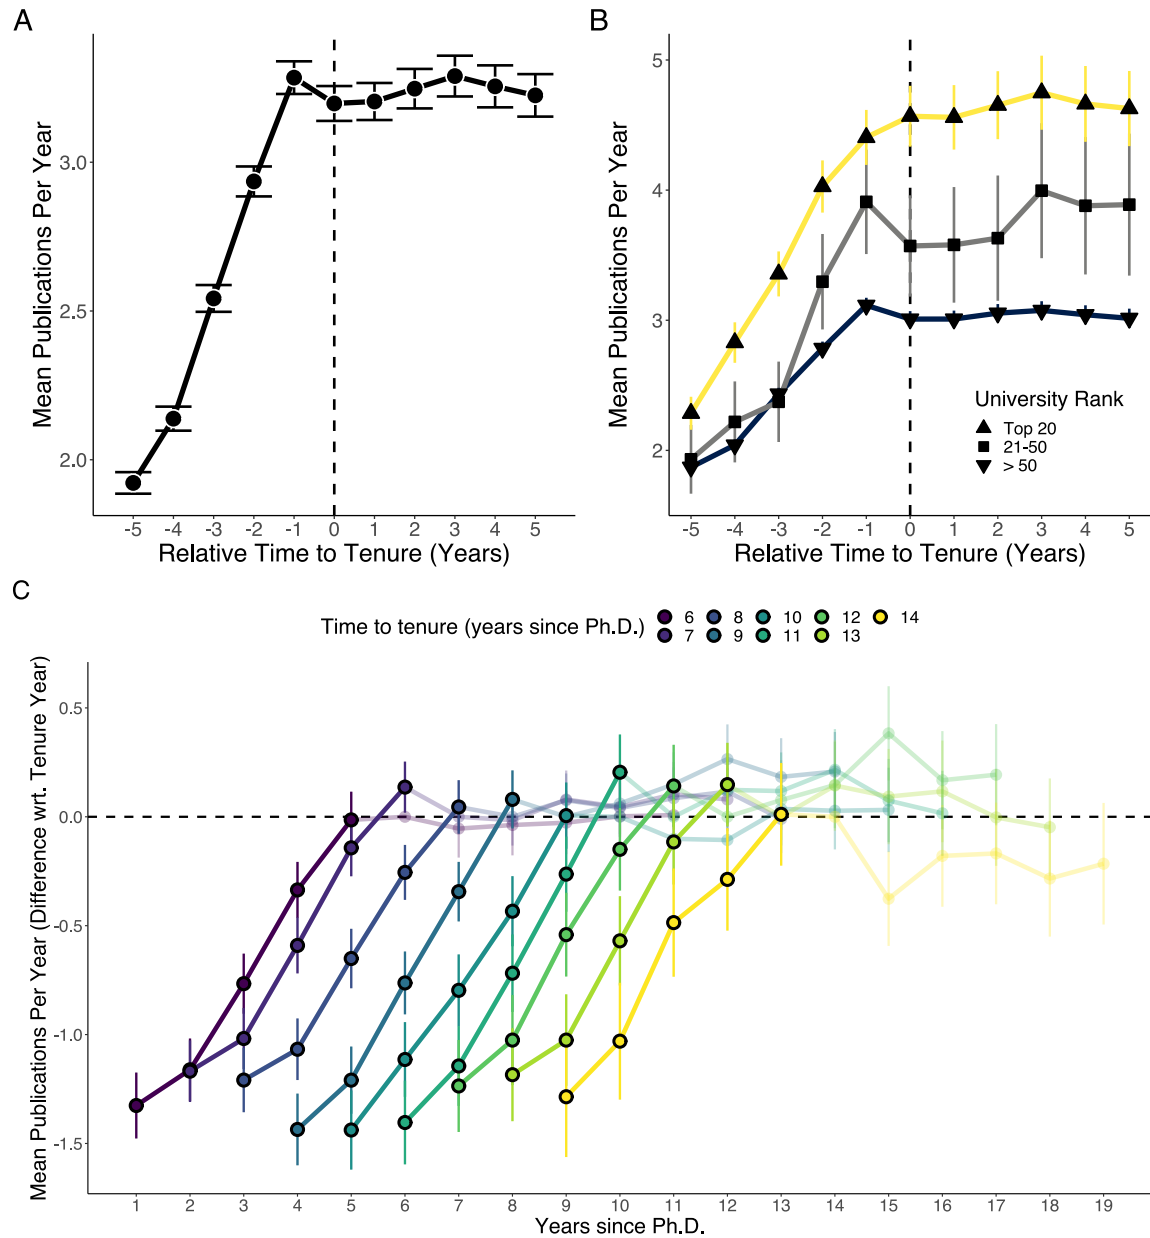 A
Mean Publications Per Year
3.0
2.5
2.0
-5 -4 -3 -2 -1 0 1 2 3 4 5
Relative Time to Tenure (Years)
B
Mean Publications Per Year
5
4
3
2
University Rank
Top 20
21-50
> 50
-5 -4 -3 -2 -1 0 1 2 3 4 5
Relative Time to Tenure (Years)
C
Time to tenure (years since Ph.D.)
6 8 10 12 14
7 9 11 13
Mean Publications Per Year (Difference wrt. Tenure Year)
0.5
0.0
-0.5
-1.0
-1.5
1 2 3 4 5 6 7 8 9 10 11 12 13 14 15 16 17 18 19
Years since Ph.D.